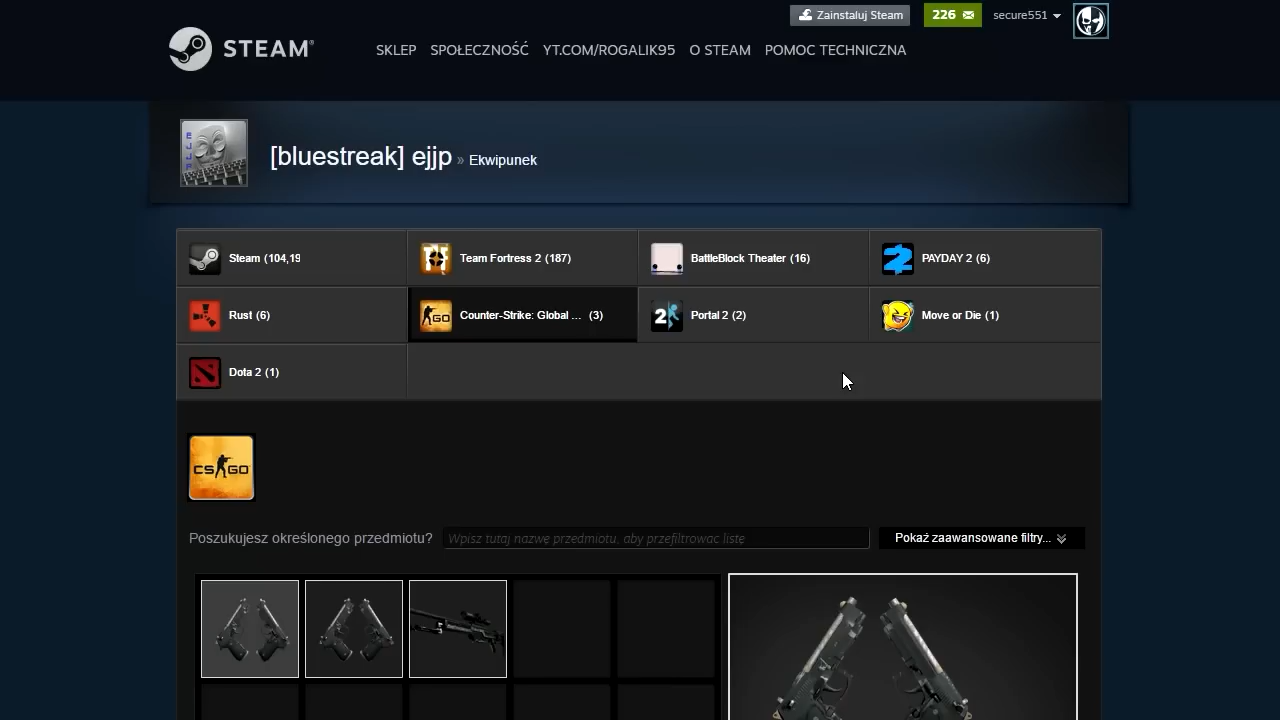 Zainstaluj Steam
226
secure551
STEAM®
SKLEP SPOŁECZNOŚĆ YT.COM/ROGALIK95 O STEAM POMOC TECHNICZNA
[bluestreak] ejjp » Ekwipunek
Steam (104,19
Team Fortress 2 (187)
BattleBlock Theater (16)
PAYDAY 2 (6)
Rust (6)
GO
Counter-Strike: Global ... (3)
2
Portal 2 (2)
Move or Die (1)
Dota 2 (1)
CS GO
Poszukujesz określonego przedmiotu?
Wpisz tutaj nazwę przedmiotu, aby przefiltrować listę
Pokaż zaawansowane filtry...